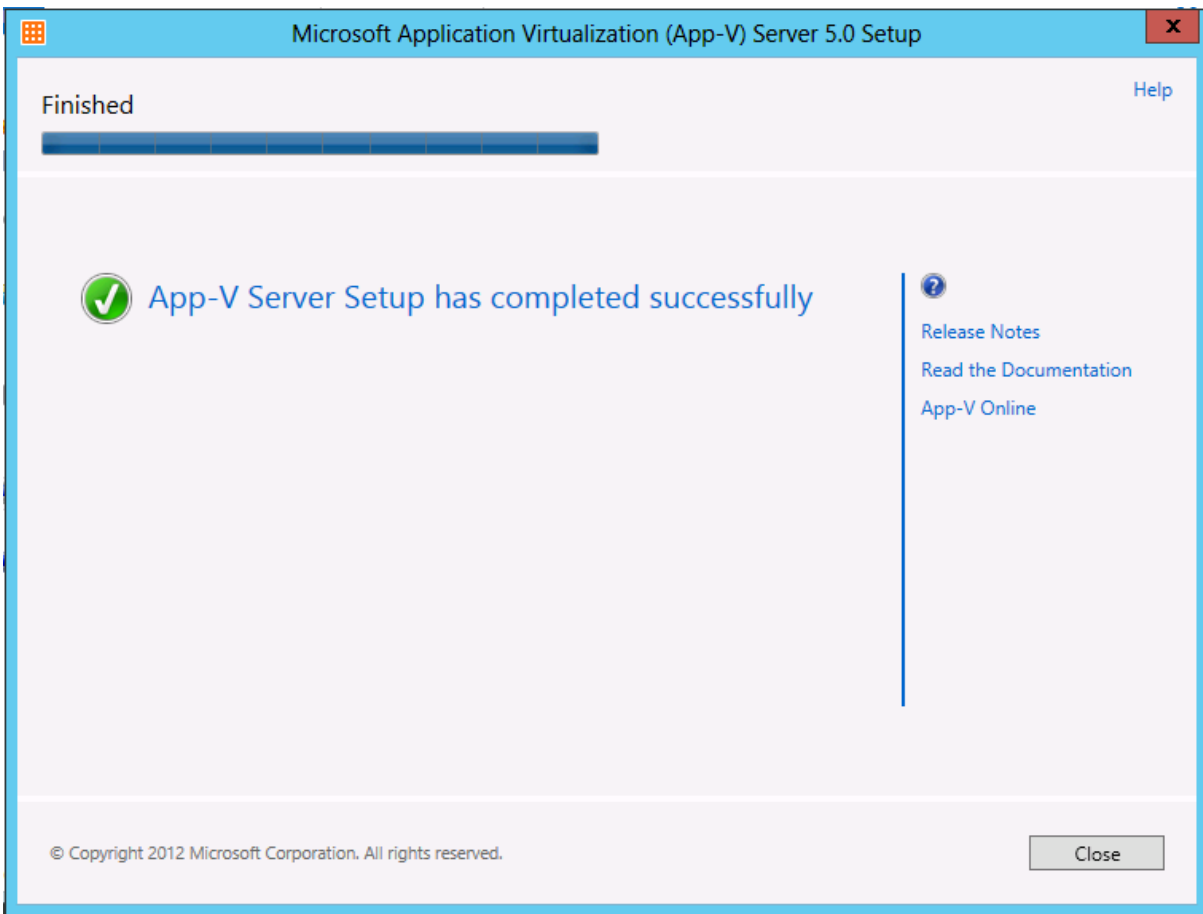 Microsoft Application Virtualization (App-V) Server 5.0 Setup
x
Help
Finished
App-V Server Setup has completed successfully
?
Release Notes
Read the Documentation
App-V Online
© Copyright 2012 Microsoft Corporation. All rights reserved.
Close